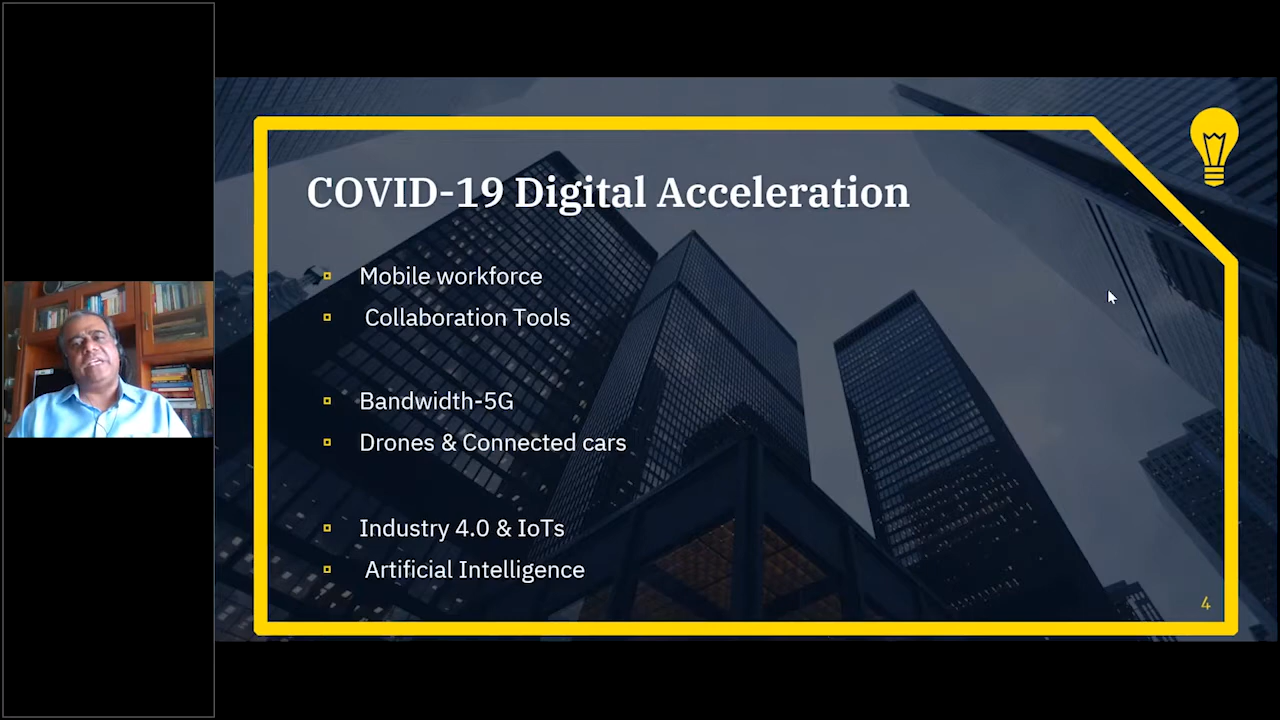 COVID-19 Digital Acceleration
Mobile workforce
Collaboration Tools
Bandwidth-5G
Drones & Connected cars
Industry 4.0 & IoTs
Artificial Intelligence
4